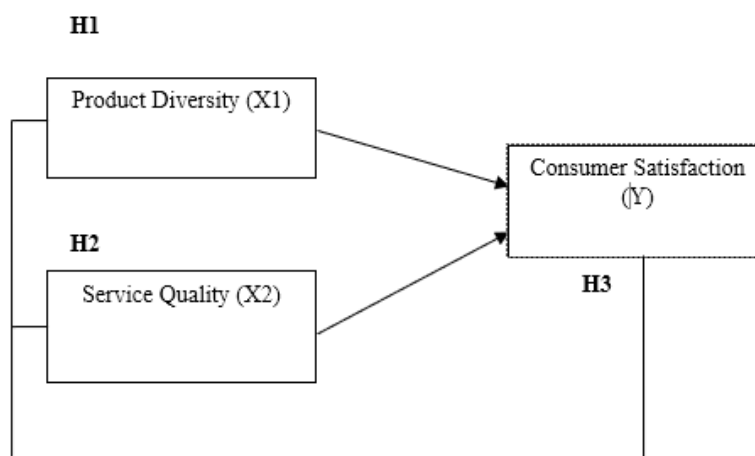 H1
Product Diversity (X1)
Consumer Satisfaction
(Y)
H2
H3
Service Quality (X2)